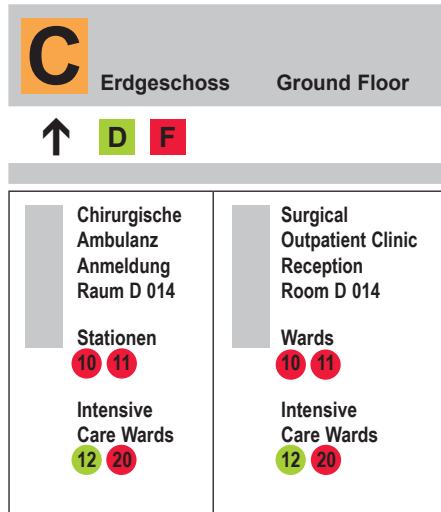 C Erdgeschoss Ground Floor
↑ D F
Chirurgische
Ambulanz
Anmeldung
Raum D 014
Stationen
10 11
Intensive
Care Wards
12 20
Surgical
Outpatient Clinic
Reception
Room D 014
Wards
10 11
Intensive
Care Wards
12 20